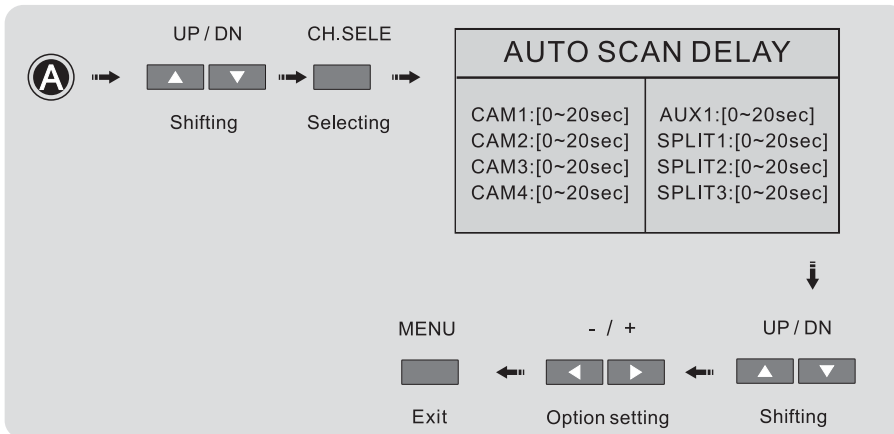 UP / DN
CH.SELE
A
Shifting
Selecting
AUTO SCAN DELAY
CAM1:[0~20sec]
CAM2:[0~20sec]
CAM3:[0~20sec]
CAM4:[0~20sec]
AUX1:[0~20sec]
SPLIT1:[0~20sec]
SPLIT2:[0~20sec]
SPLIT3:[0~20sec]
MENU
- / +
UP / DN
Exit
Option setting
Shifting